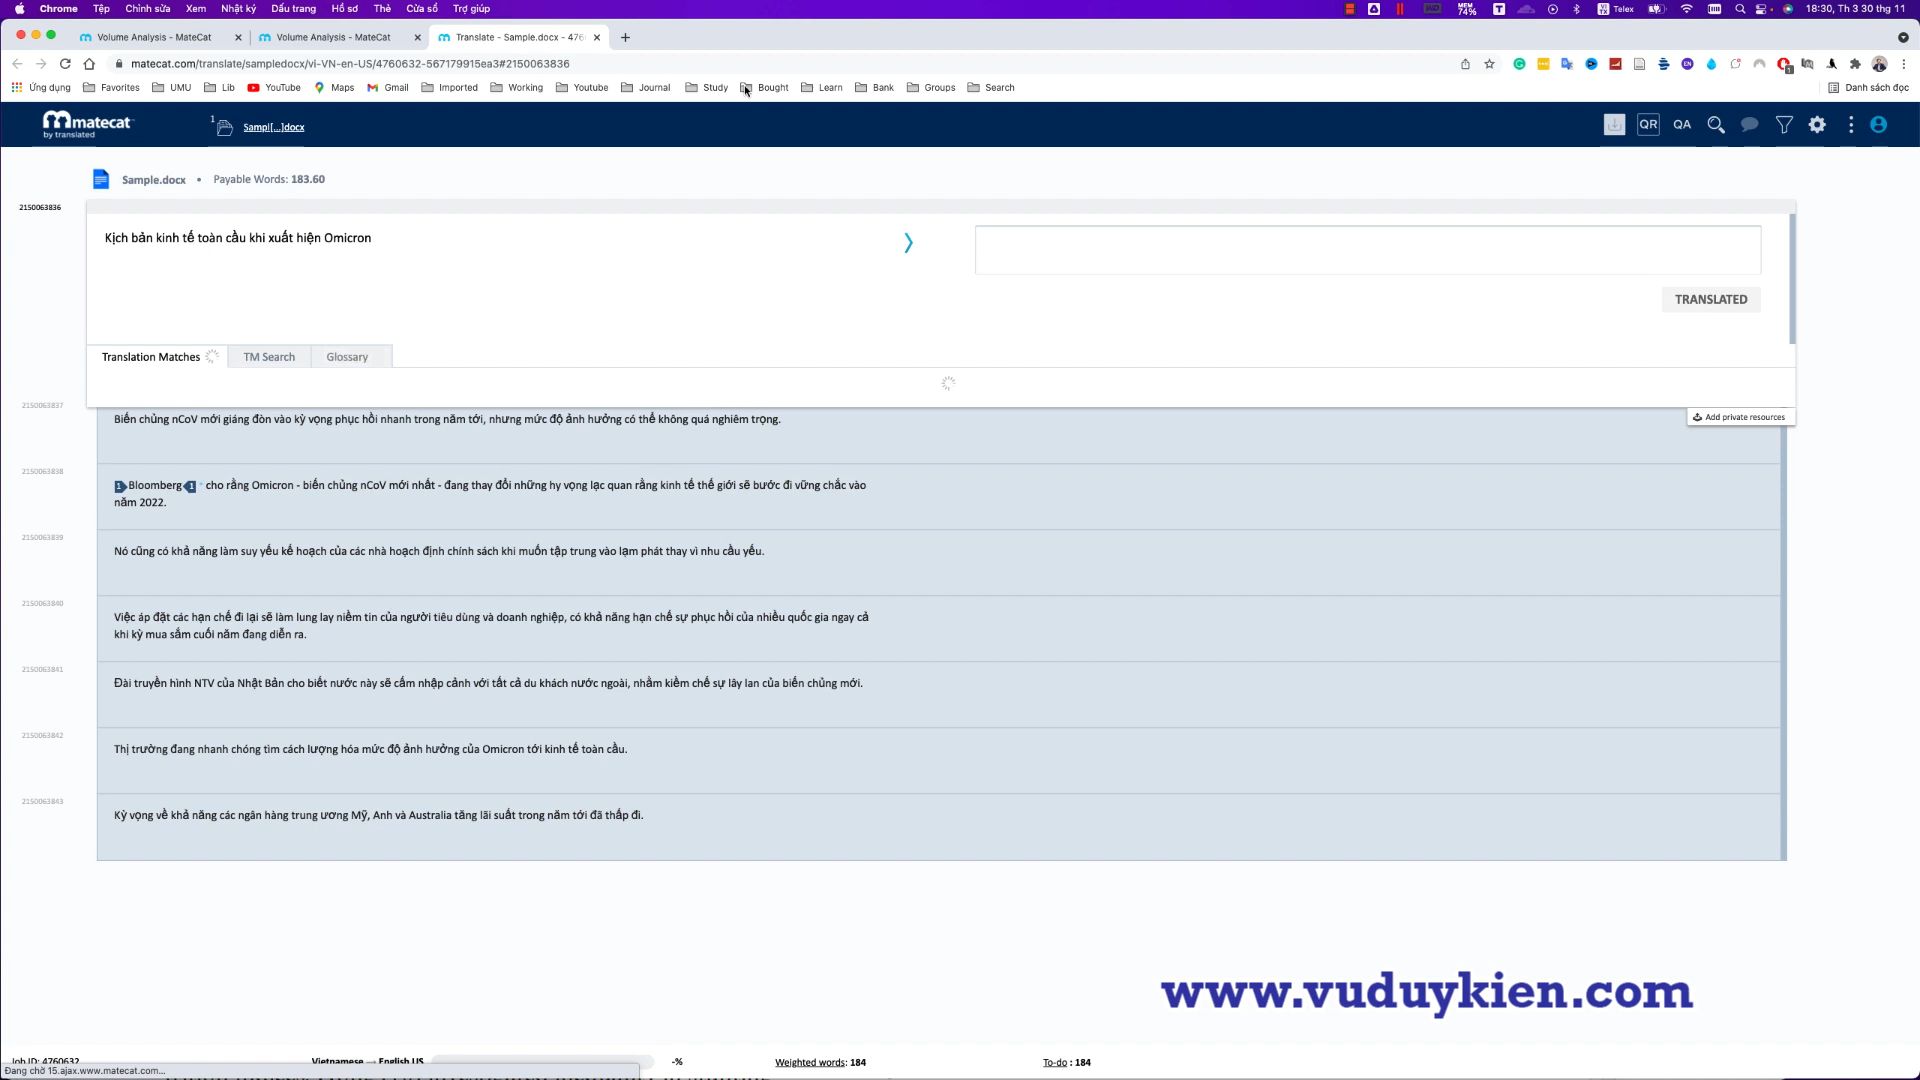 Chrome Tệp Chỉnh sửa Xem Nhật ký Dấu trang Hồ sơ Thẻ Cửa sổ Trợ giúp
MEM 74% Telex 18:30, Th 3 30 thg 11
Volume Analysis - MateCat
Volume Analysis - MateCat
Translate - Sample.docx - 476
matecat.com/translate/sampledocx/vi-VN-en-US/4760632-567179915ea3#2150063836
Ứng dụng Favorites UMU Lib YouTube Maps Gmail Imported Working Youtube Journal Study Bought Learn Bank Groups Search Danh sách đọc
matecat
by translated
1 Sampl[...]docx
QR QA
Sample.docx • Payable Words: 183.60
2150063836
Kịch bản kinh tế toàn cầu khi xuất hiện Omicron
TRANSLATED
Translation Matches TM Search Glossary
2150063837
Biến chủng nCoV mới giáng đòn vào kỳ vọng phục hồi nhanh trong năm tới, nhưng mức độ ảnh hưởng có thể không quá nghiêm trọng.
Add private resources
2150063838
1 Bloomberg 1 cho rằng Omicron - biến chủng nCoV mới nhất - đang thay đổi những hy vọng lạc quan rằng kinh tế thế giới sẽ bước đi vững chắc vào
năm 2022.
2150063839
Nó cũng có khả năng làm suy yếu kế hoạch của các nhà hoạch định chính sách khi muốn tập trung vào lạm phát thay vì nhu cầu yếu.
2150063840
Việc áp đặt các hạn chế đi lại sẽ làm lung lay niềm tin của người tiêu dùng và doanh nghiệp, có khả năng hạn chế sự phục hồi của nhiều quốc gia ngay cả
khi kỳ mua sắm cuối năm đang diễn ra.
2150063841
Đài truyền hình NTV của Nhật Bản cho biết nước này sẽ cấm nhập cảnh với tất cả du khách nước ngoài, nhằm kiềm chế sự lây lan của biến chủng mới.
2150063842
Thị trường đang nhanh chóng tìm cách lượng hóa mức độ ảnh hưởng của Omicron tới kinh tế toàn cầu.
2150063843
Kỳ vọng về khả năng các ngân hàng trung ương Mỹ, Anh và Australia tăng lãi suất trong năm tới đã thấp đi.
www.vuduykien.com
Job ID: 4760632 Vietnamese → English US -% Weighted words: 184 To-do : 184
Đang chờ 15.ajax.www.matecat.com...